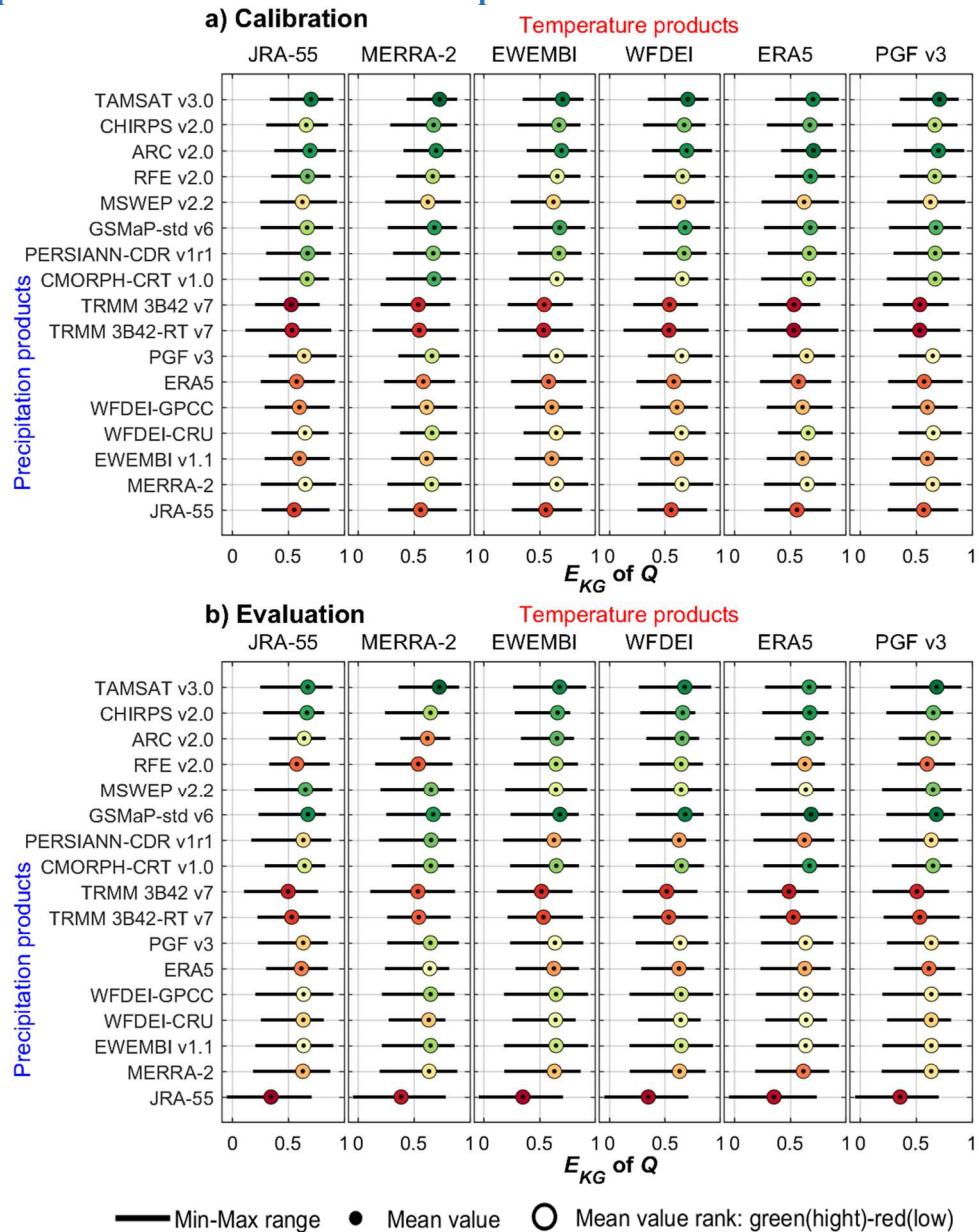 a) Calibration
Temperature products
JRA-55 MERRA-2 EWEMBI WFDEI ERA5 PGF v3
TAMSAT v3.0
CHIRPS v2.0
ARC v2.0
RFE v2.0
MSWEP v2.2
GSMaP-std v6
PERSIANN-CDR v1r1
CMORPH-CRT v1.0
TRMM 3B42 v7
TRMM 3B42-RT v7
PGF v3
ERA5
WFDEI-GPCC
WFDEI-CRU
EWEMBI v1.1
MERRA-2
JRA-55
Precipitation products
0 0.5 1 0 0.5 1 0 0.5 1 0 0.5 1 0 0.5 1 0 0.5 1
EKG of Q
b) Evaluation
Temperature products
JRA-55 MERRA-2 EWEMBI WFDEI ERA5 PGF v3
TAMSAT v3.0
CHIRPS v2.0
ARC v2.0
RFE v2.0
MSWEP v2.2
GSMaP-std v6
PERSIANN-CDR v1r1
CMORPH-CRT v1.0
TRMM 3B42 v7
TRMM 3B42-RT v7
PGF v3
ERA5
WFDEI-GPCC
WFDEI-CRU
EWEMBI v1.1
MERRA-2
JRA-55
Precipitation products
0 0.5 1 0 0.5 1 0 0.5 1 0 0.5 1 0 0.5 1 0 0.5 1
EKG of Q
Min-Max range Mean value Mean value rank: green(hight)-red(low)